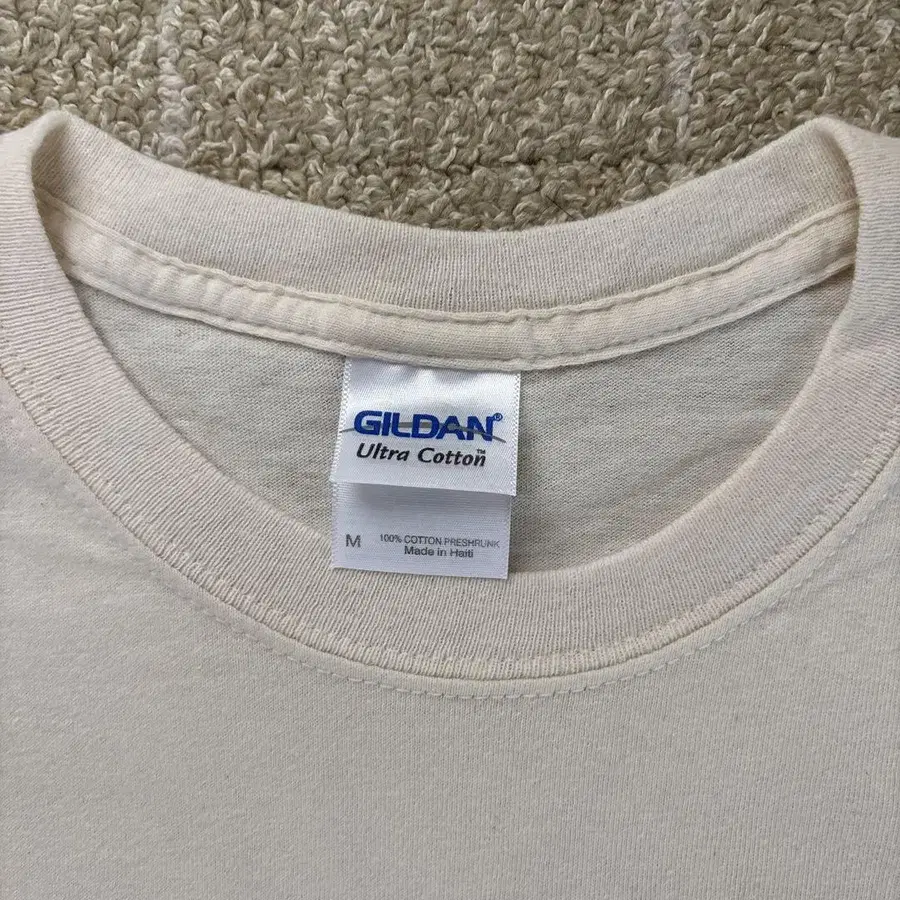 GILDAN®
Ultra Cotton™
M 100% COTTON PRESHRUNK
Made in Haiti